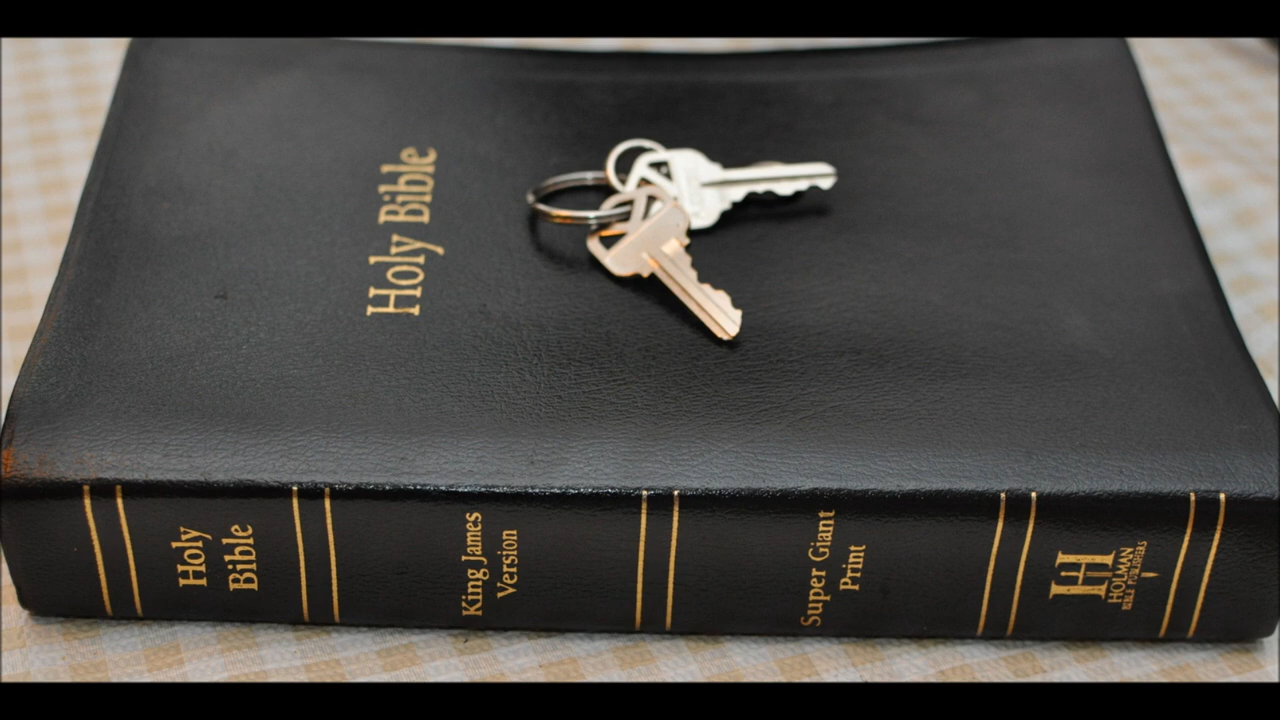 Holy Bible
Holy
Bible
King James
Version
Super Giant
Print
HOLMAN
BIBLE PUBLISHERS